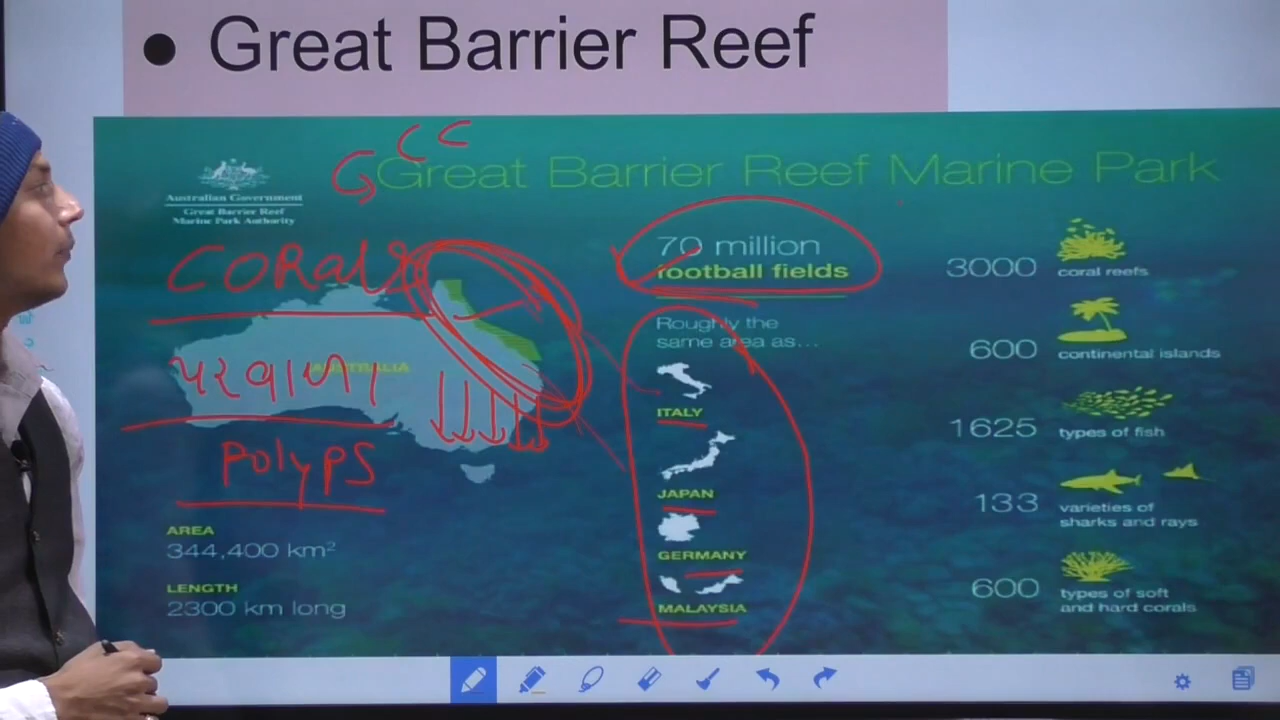 • Great Barrier Reef
Great Barrier Reef Marine Park
Australian Government
Great Barrier Reef
Marine Park Authority
CORals
પરવાળા
Polyps
AUSTRALIA
AREA
344,400 km²
LENGTH
2300 km long
70 million
football fields
Roughly the
same area as...
ITALY
JAPAN
GERMANY
MALAYSIA
3000 coral reefs
600 continental islands
1625 types of fish
133 varieties of
sharks and rays
600 types of soft
and hard corals